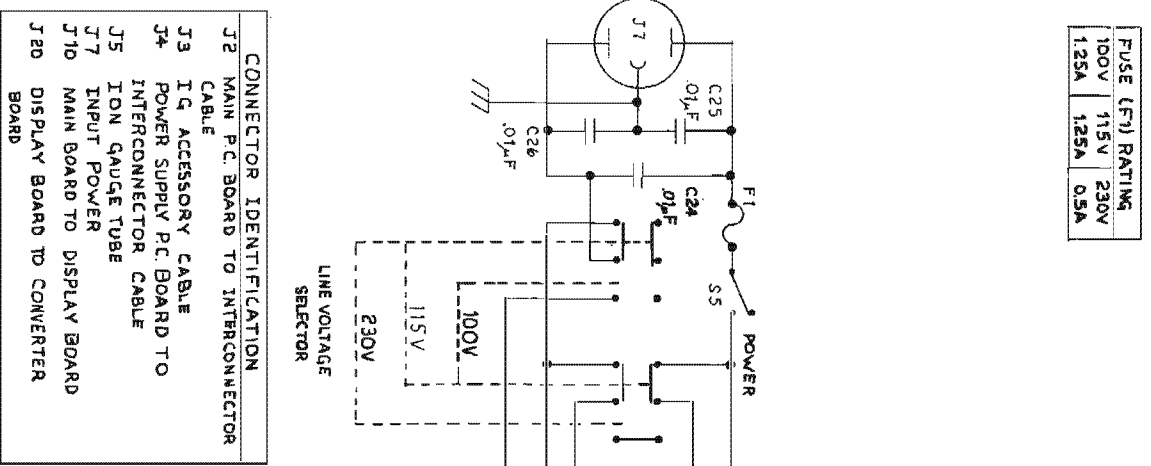 FUSE (F1) RATING
100V 115V 230V
1.25A 1.25A 0.5A
J7
C25
.01µF
C26
.01µF
C24
.01µF
F1
S5
POWER
100V
115V
230V
LINE VOLTAGE
SELECTOR
CONNECTOR IDENTIFICATION
J2 MAIN P.C. BOARD TO INTERCONNECTOR
CABLE
J3 IG ACCESSORY CABLE
J4 POWER SUPPLY P.C. BOARD TO
INTERCONNECTOR CABLE
J5 ION GAUGE TUBE
J7 INPUT POWER
J10 MAIN BOARD TO DISPLAY BOARD
J20 DISPLAY BOARD TO CONVERTER
BOARD